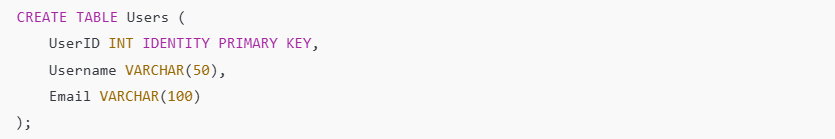 CREATE TABLE Users (
    UserID INT IDENTITY PRIMARY KEY,
    Username VARCHAR(50),
    Email VARCHAR(100)
);